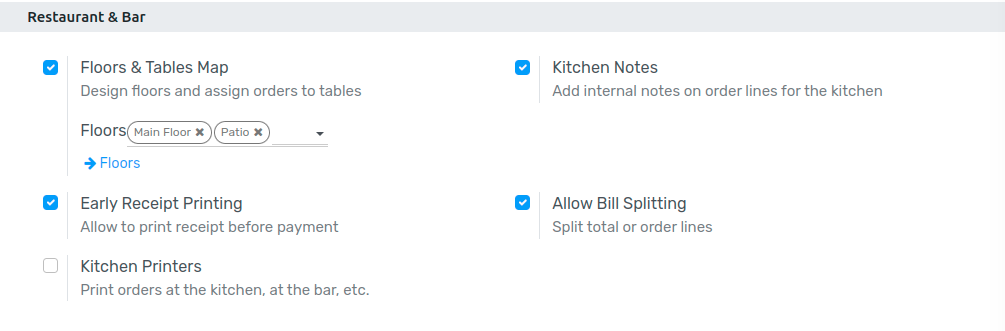 Restaurant & Bar
Floors & Tables Map
Design floors and assign orders to tables
Floors Main Floor ✖ Patio ✖
➔ Floors
Kitchen Notes
Add internal notes on order lines for the kitchen
Early Receipt Printing
Allow to print receipt before payment
Allow Bill Splitting
Split total or order lines
Kitchen Printers
Print orders at the kitchen, at the bar, etc.